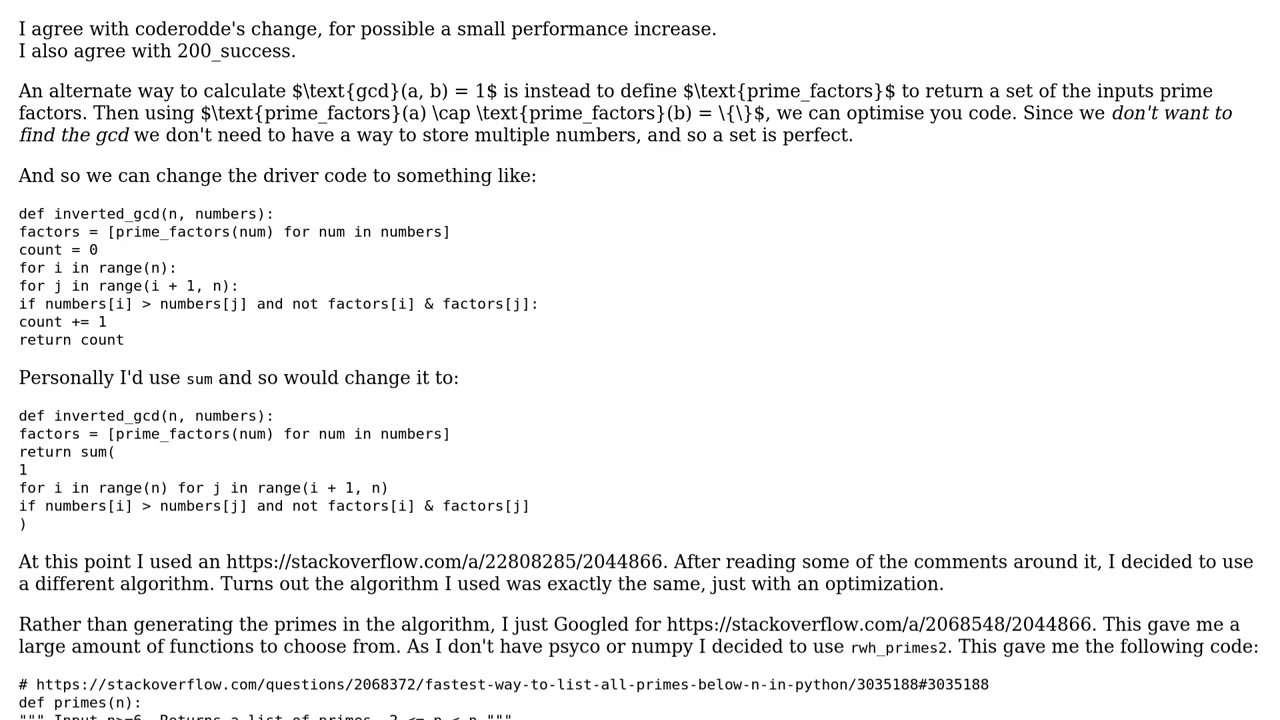 I agree with coderodde's change, for possible a small performance increase.
I also agree with 200_success.
An alternate way to calculate $\text{gcd}(a, b) = 1$ is instead to define $\text{prime_factors}$ to return a set of the inputs prime
factors. Then using $\text{prime_factors}(a) \cap \text{prime_factors}(b) = \{\}$, we can optimise you code. Since we don't want to
find the gcd we don't need to have a way to store multiple numbers, and so a set is perfect.
And so we can change the driver code to something like:
def inverted_gcd(n, numbers):
factors = [prime_factors(num) for num in numbers]
count = 0
for i in range(n):
for j in range(i + 1, n):
if numbers[i] > numbers[j] and not factors[i] & factors[j]:
count += 1
return count
Personally I'd use sum and so would change it to:
def inverted_gcd(n, numbers):
factors = [prime_factors(num) for num in numbers]
return sum(
1
for i in range(n) for j in range(i + 1, n)
if numbers[i] > numbers[j] and not factors[i] & factors[j]
)
At this point I used an https://stackoverflow.com/a/22808285/2044866. After reading some of the comments around it, I decided to use
a different algorithm. Turns out the algorithm I used was exactly the same, just with an optimization.
Rather than generating the primes in the algorithm, I just Googled for https://stackoverflow.com/a/2068548/2044866. This gave me a
large amount of functions to choose from. As I don't have psyco or numpy I decided to use rwh_primes2. This gave me the following code:
# https://stackoverflow.com/questions/2068372/fastest-way-to-list-all-primes-below-n-in-python/3035188#3035188
def primes(n):
""" Input n>=6, Returns a list of primes, 2 <= p < n """